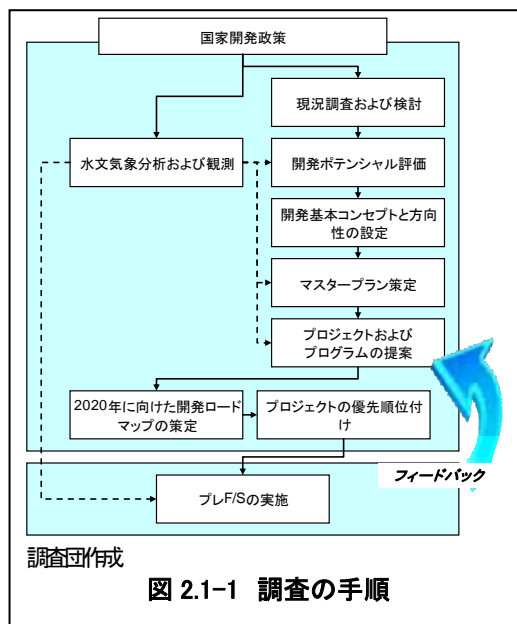 国家開発政策
現況調査および検討
水文気象分析および観測
開発ポテンシャル評価
開発基本コンセプトと方向
性の設定
マスタープラン策定
プロジェクトおよび
プログラムの提案
2020年に向けた開発ロード
マップの策定
プロジェクトの優先順位付
け
フィードバック
プレF/Sの実施
調査団作成
図 2.1-1 調査の手順